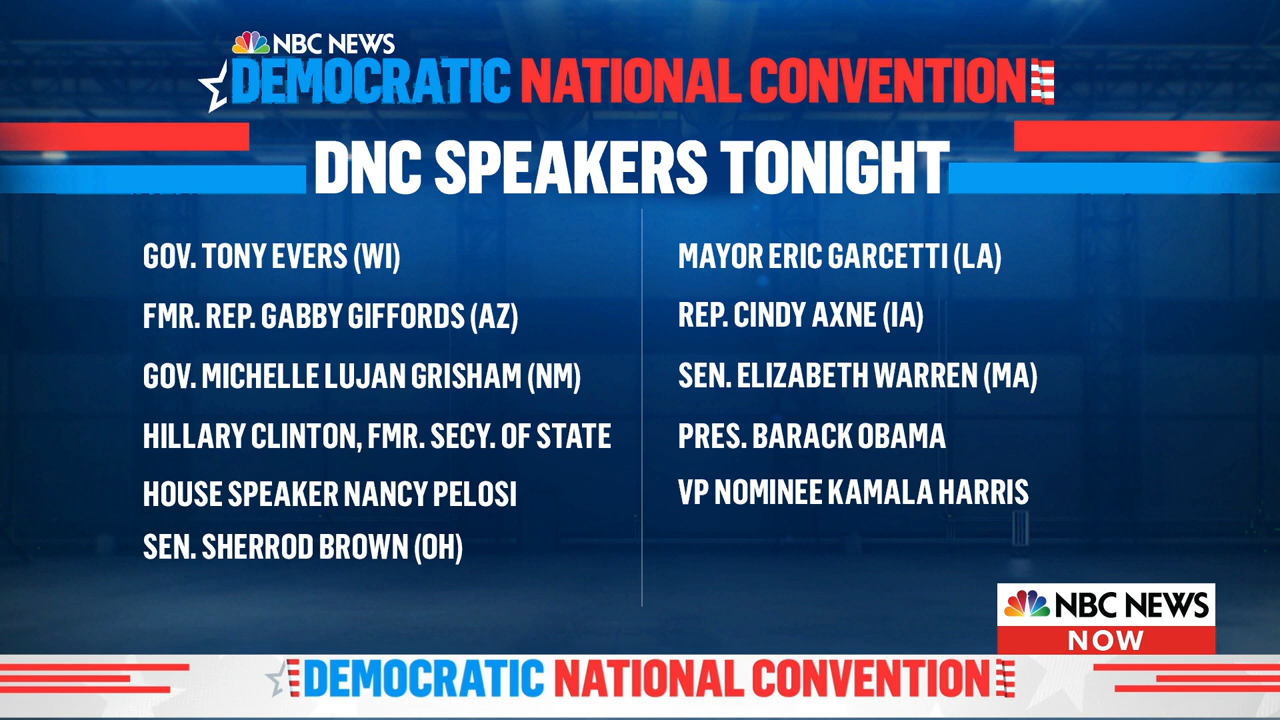 NBC NEWS
DEMOCRATIC NATIONAL CONVENTION
DNC SPEAKERS TONIGHT
GOV. TONY EVERS (WI)
FMR. REP. GABBY GIFFORDS (AZ)
GOV. MICHELLE LUJAN GRISHAM (NM)
HILLARY CLINTON, FMR. SECY. OF STATE
HOUSE SPEAKER NANCY PELOSI
SEN. SHERROD BROWN (OH)
MAYOR ERIC GARCETTI (LA)
REP. CINDY AXNE (IA)
SEN. ELIZABETH WARREN (MA)
PRES. BARACK OBAMA
VP NOMINEE KAMALA HARRIS
NBC NEWS
NOW
DEMOCRATIC NATIONAL CONVENTION